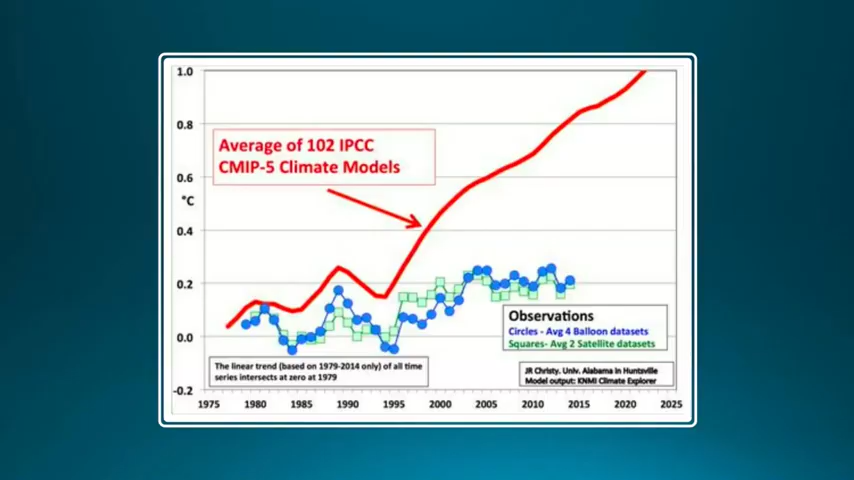 1.0
0.8
0.6
°C
0.4
0.2
0.0
-0.2
Average of 102 IPCC
CMIP-5 Climate Models
Observations
Circles - Avg 4 Balloon datasets
Squares- Avg 2 Satellite datasets
The linear trend (based on 1979-2014 only) of all time
series intersects at zero at 1979
JR Christy. Univ. Alabama in Huntsville
Model output: KNMI Climate Explorer
1975 1980 1985 1990 1995 2000 2005 2010 2015 2020 2025